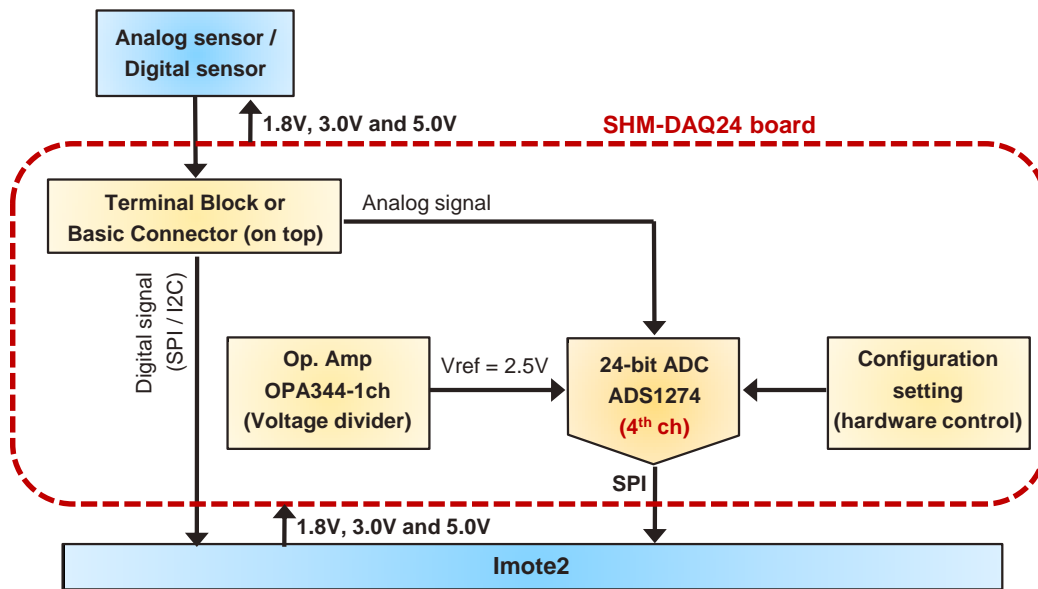 Analog sensor /
Digital sensor
1.8V, 3.0V and 5.0V
SHM-DAQ24 board
Terminal Block or
Basic Connector (on top)
Analog signal
Digital signal
(SPI / I2C)
Op. Amp
OPA344-1ch
(Voltage divider)
Vref = 2.5V
24-bit ADC
ADS1274
(4th ch)
Configuration
setting
(hardware control)
SPI
1.8V, 3.0V and 5.0V
Imote2